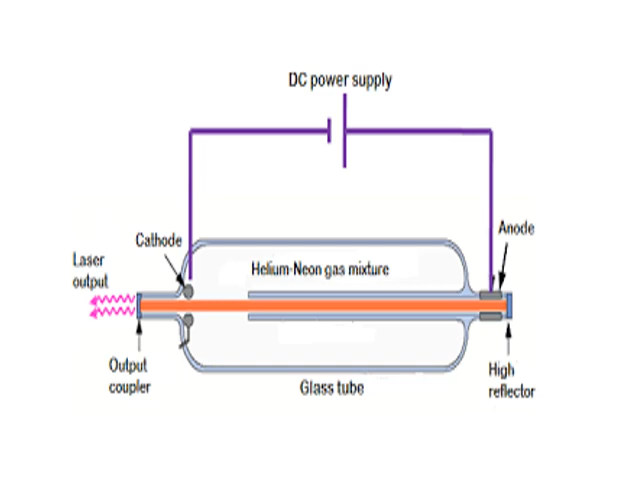 DC power supply
Anode
Cathode
Laser
output
Helium-Neon gas mixture
Output
coupler
Glass tube
High
reflector